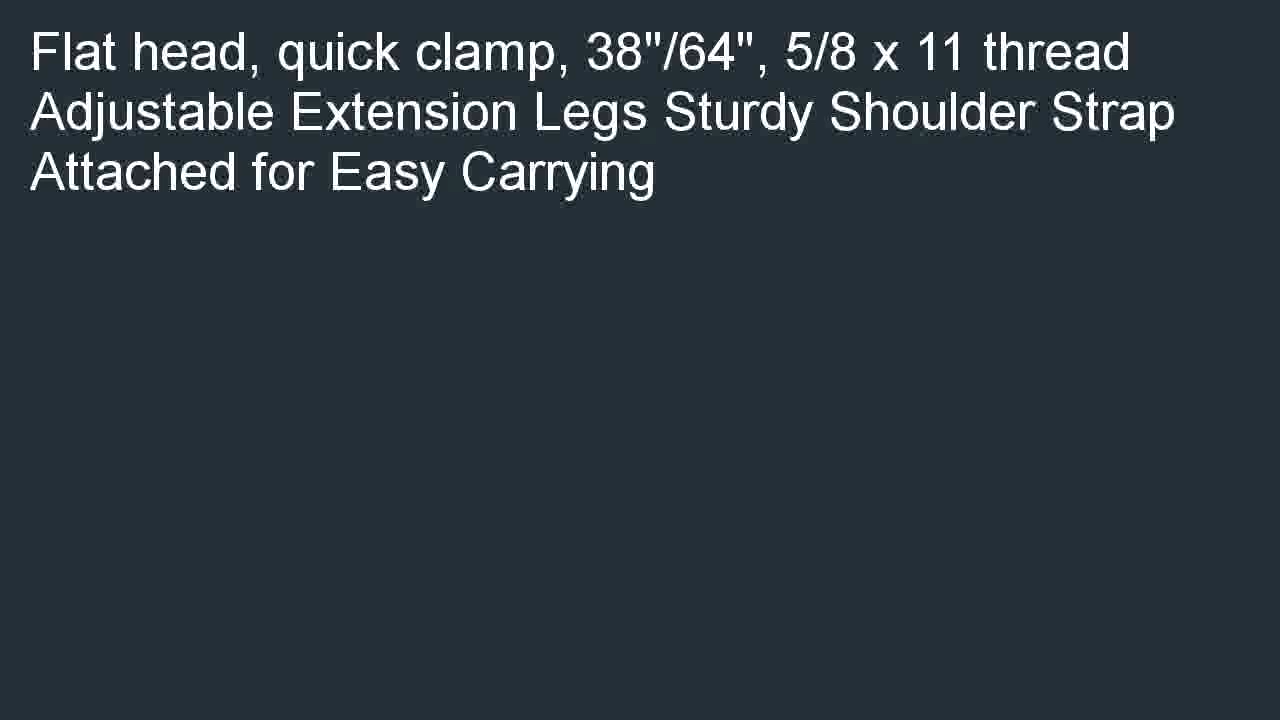 Flat head, quick clamp, 38"/64", 5/8 x 11 thread
Adjustable Extension Legs Sturdy Shoulder Strap
Attached for Easy Carrying